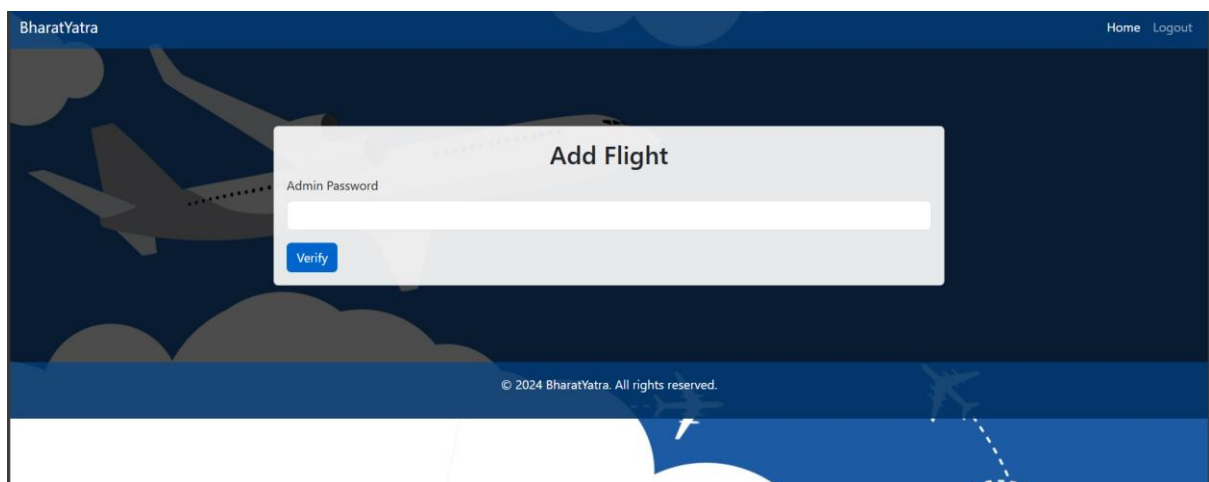 BharatYatra
Home Logout
Add Flight
Admin Password
Verify
© 2024 BharatYatra. All rights reserved.